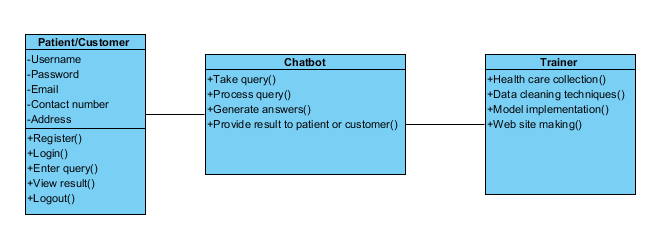 Patient/Customer
-Username
-Password
-Email
-Contact number
-Address
+Register()
+Login()
+Enter query()
+View result()
+Logout()
Chatbot
+Take query()
+Process query()
+Generate answers()
+Provide result to patient or customer()
Trainer
+Health care collection()
+Data cleaning techniques()
+Model implementation()
+Web site making()